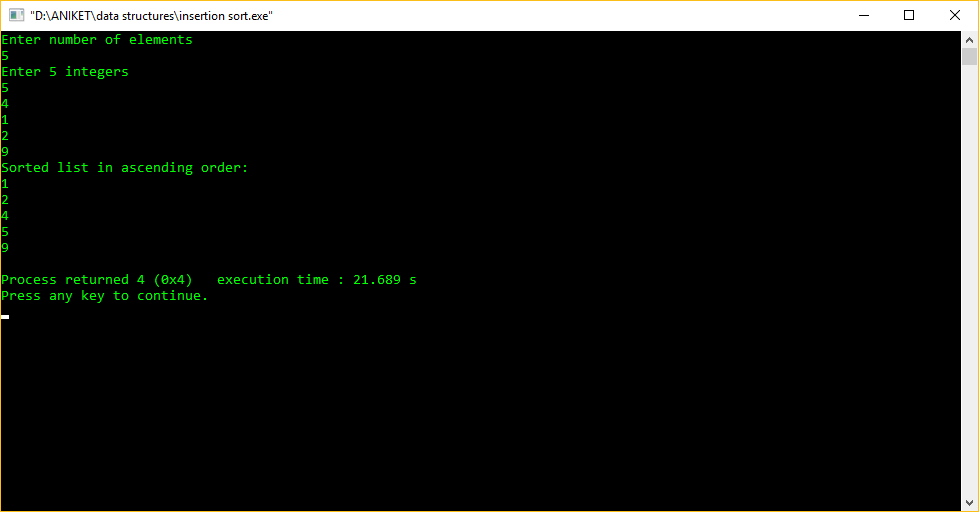 "D:\ANIKET\data structures\insertion sort.exe"
Enter number of elements
5
Enter 5 integers
5
4
1
2
9
Sorted list in ascending order:
1
2
4
5
9
Process returned 4 (0x4)   execution time : 21.689 s
Press any key to continue.